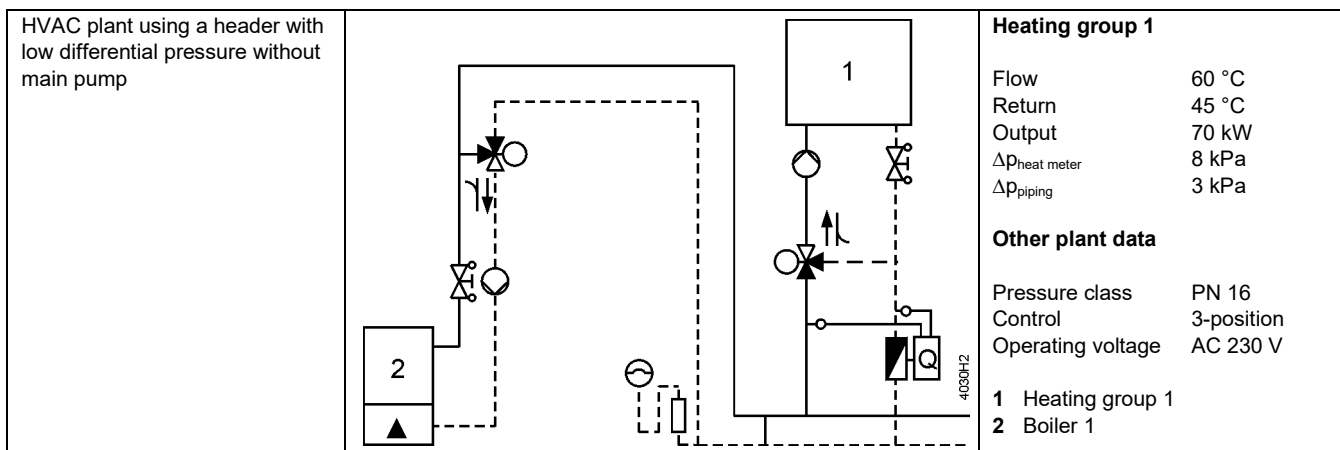 HVAC plant using a header with
low differential pressure without
main pump
1
2
Q
4030H2
Heating group 1
Flow 60 °C
Return 45 °C
Output 70 kW
Δpheat meter 8 kPa
Δppiping 3 kPa
Other plant data
Pressure class PN 16
Control 3-position
Operating voltage AC 230 V
1 Heating group 1
2 Boiler 1